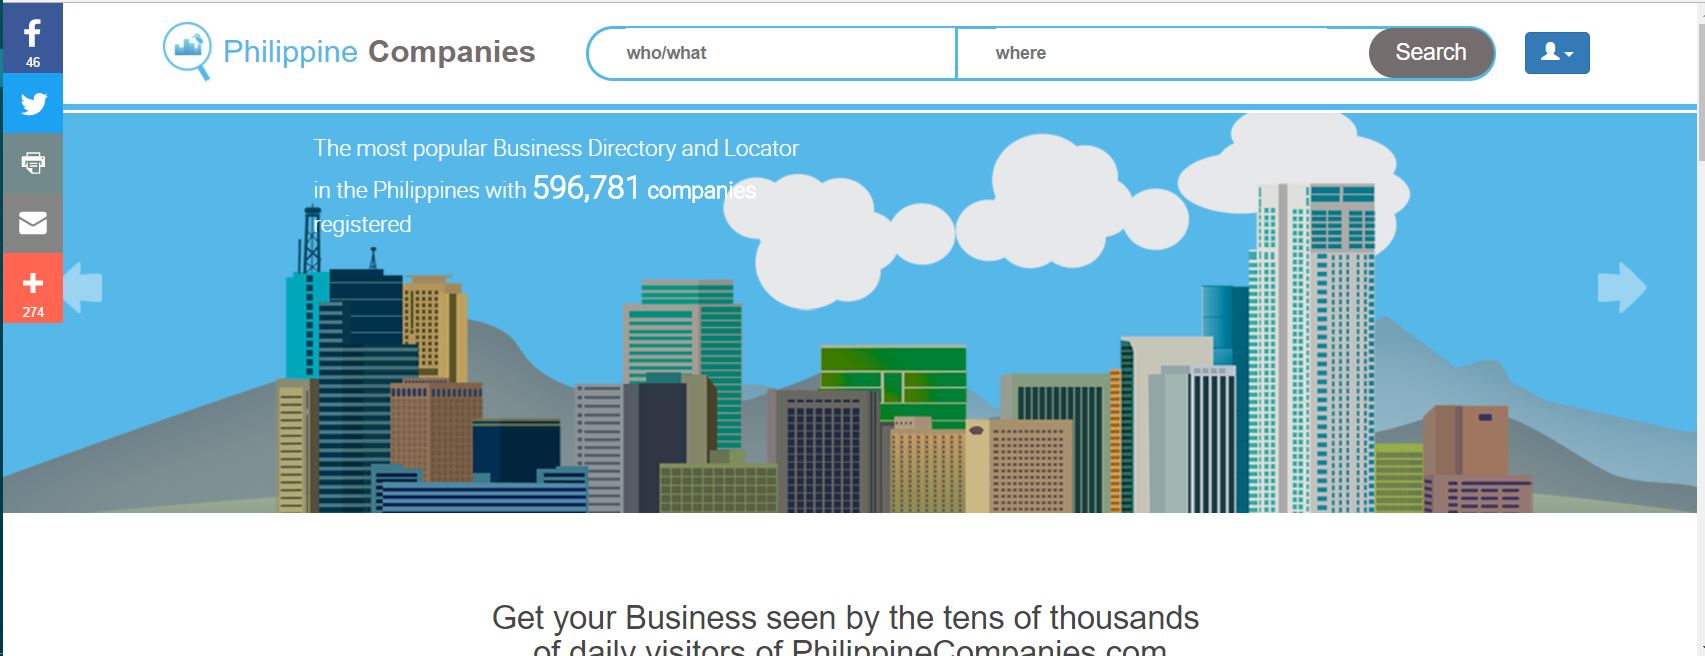 46
274
Philippine Companies
who/what
where
Search
The most popular Business Directory and Locator
in the Philippines with 596,781 companies
registered
Get your Business seen by the tens of thousands
of daily visitors of PhilippineCompanies.com